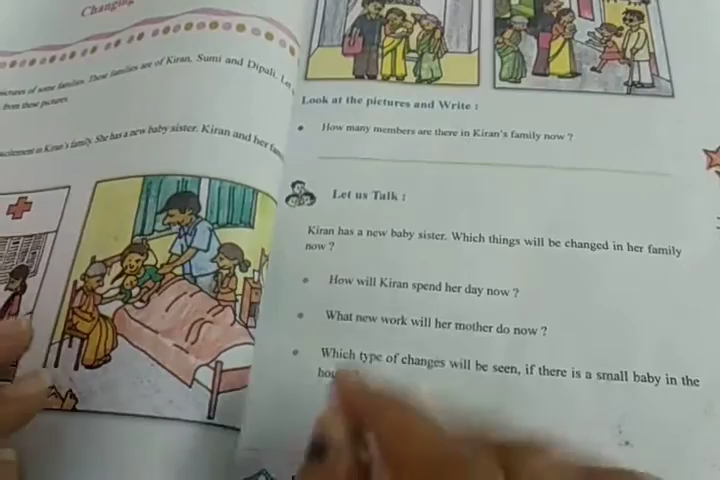 Changing
pictures of some families. These families are of Kiran, Sumi and Dipali.
from these pictures.
excitement in Kiran's family. She has a new baby sister. Kiran and her
Look at the pictures and Write :
• How many members are there in Kiran's family now ?
Let us Talk :
Kiran has a new baby sister. Which things will be changed in her family
now ?
• How will Kiran spend her day now ?
• What new work will her mother do now ?
• Which type of changes will be seen, if there is a small baby in the